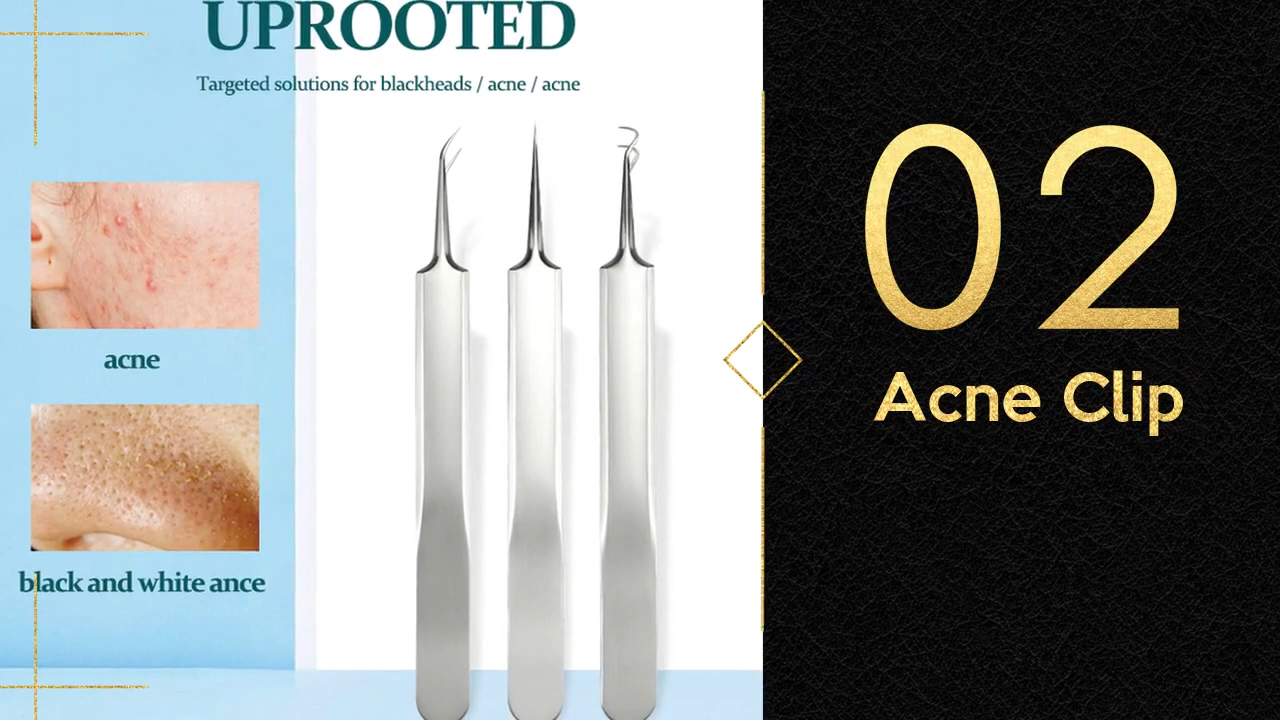 UPROOTED
Targeted solutions for blackheads / acne / acne
acne
black and white ance
02
Acne Clip